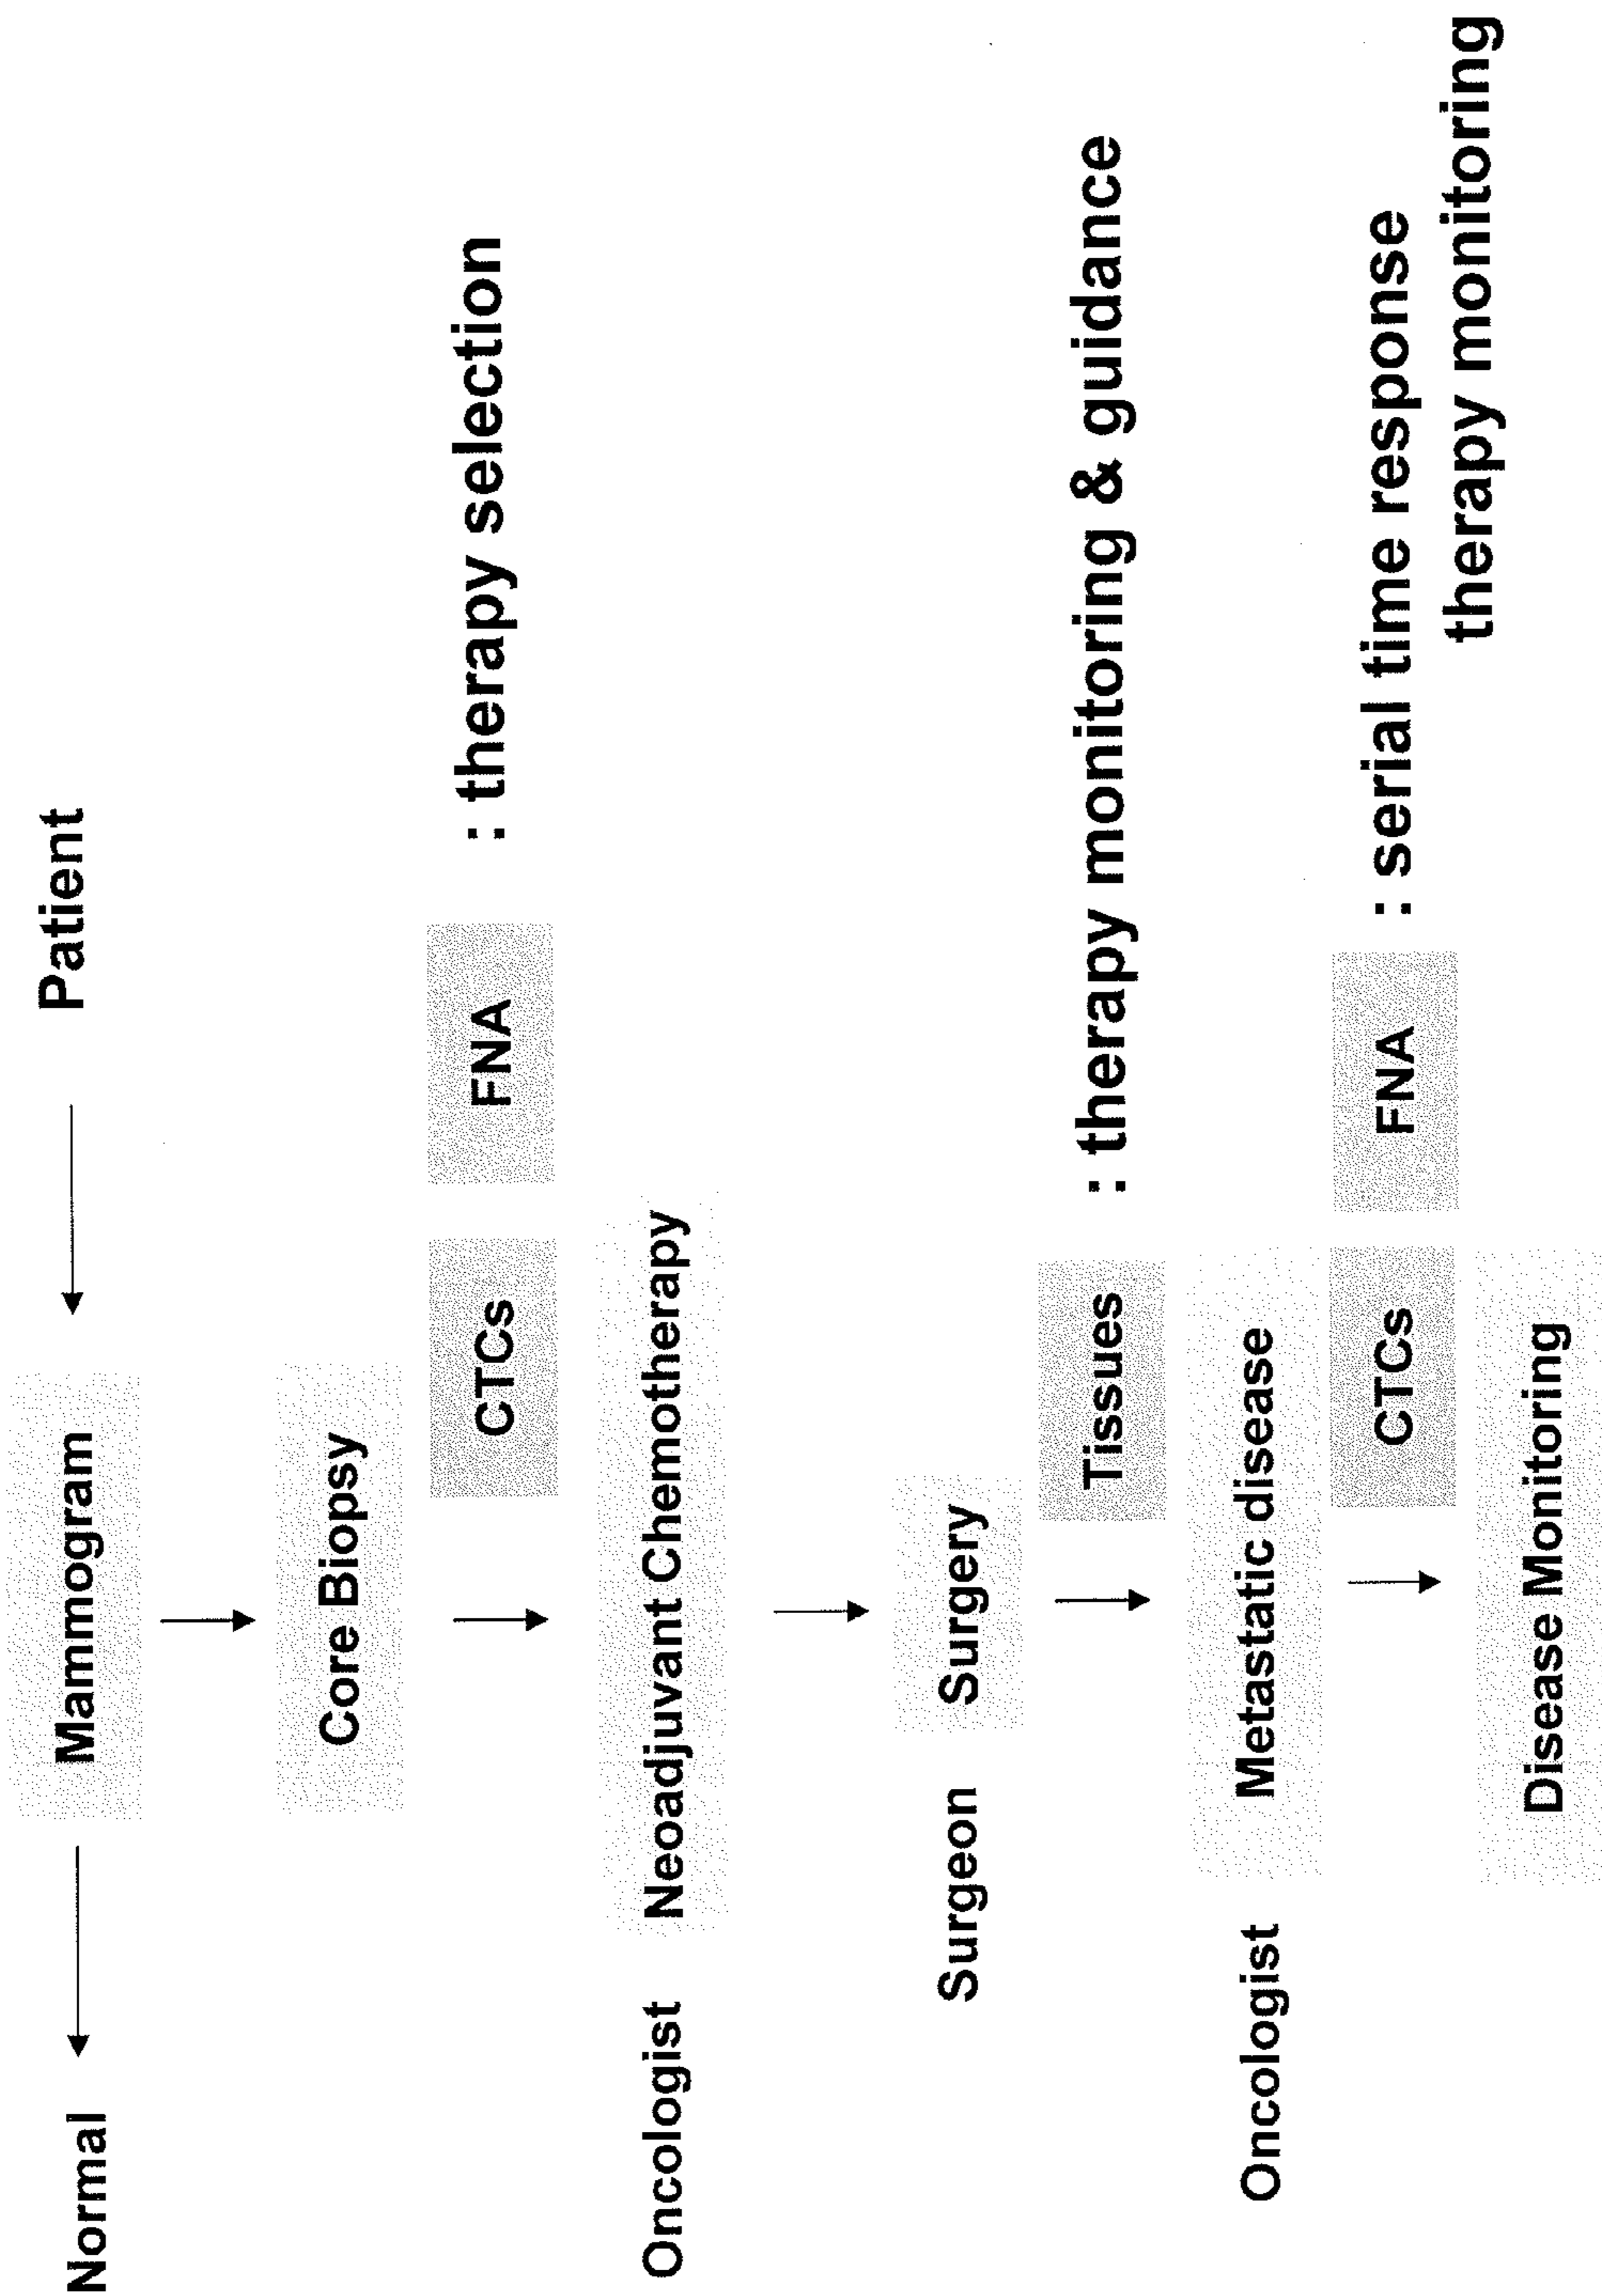 Normal Mammogram Patient
Core Biopsy
CTCs FNA : therapy selection
Oncologist Neoadjuvant Chemotherapy
Surgeon Surgery
Tissues : therapy monitoring & guidance
Oncologist Metastatic disease
CTCs FNA : serial time response
therapy monitoring
Disease Monitoring